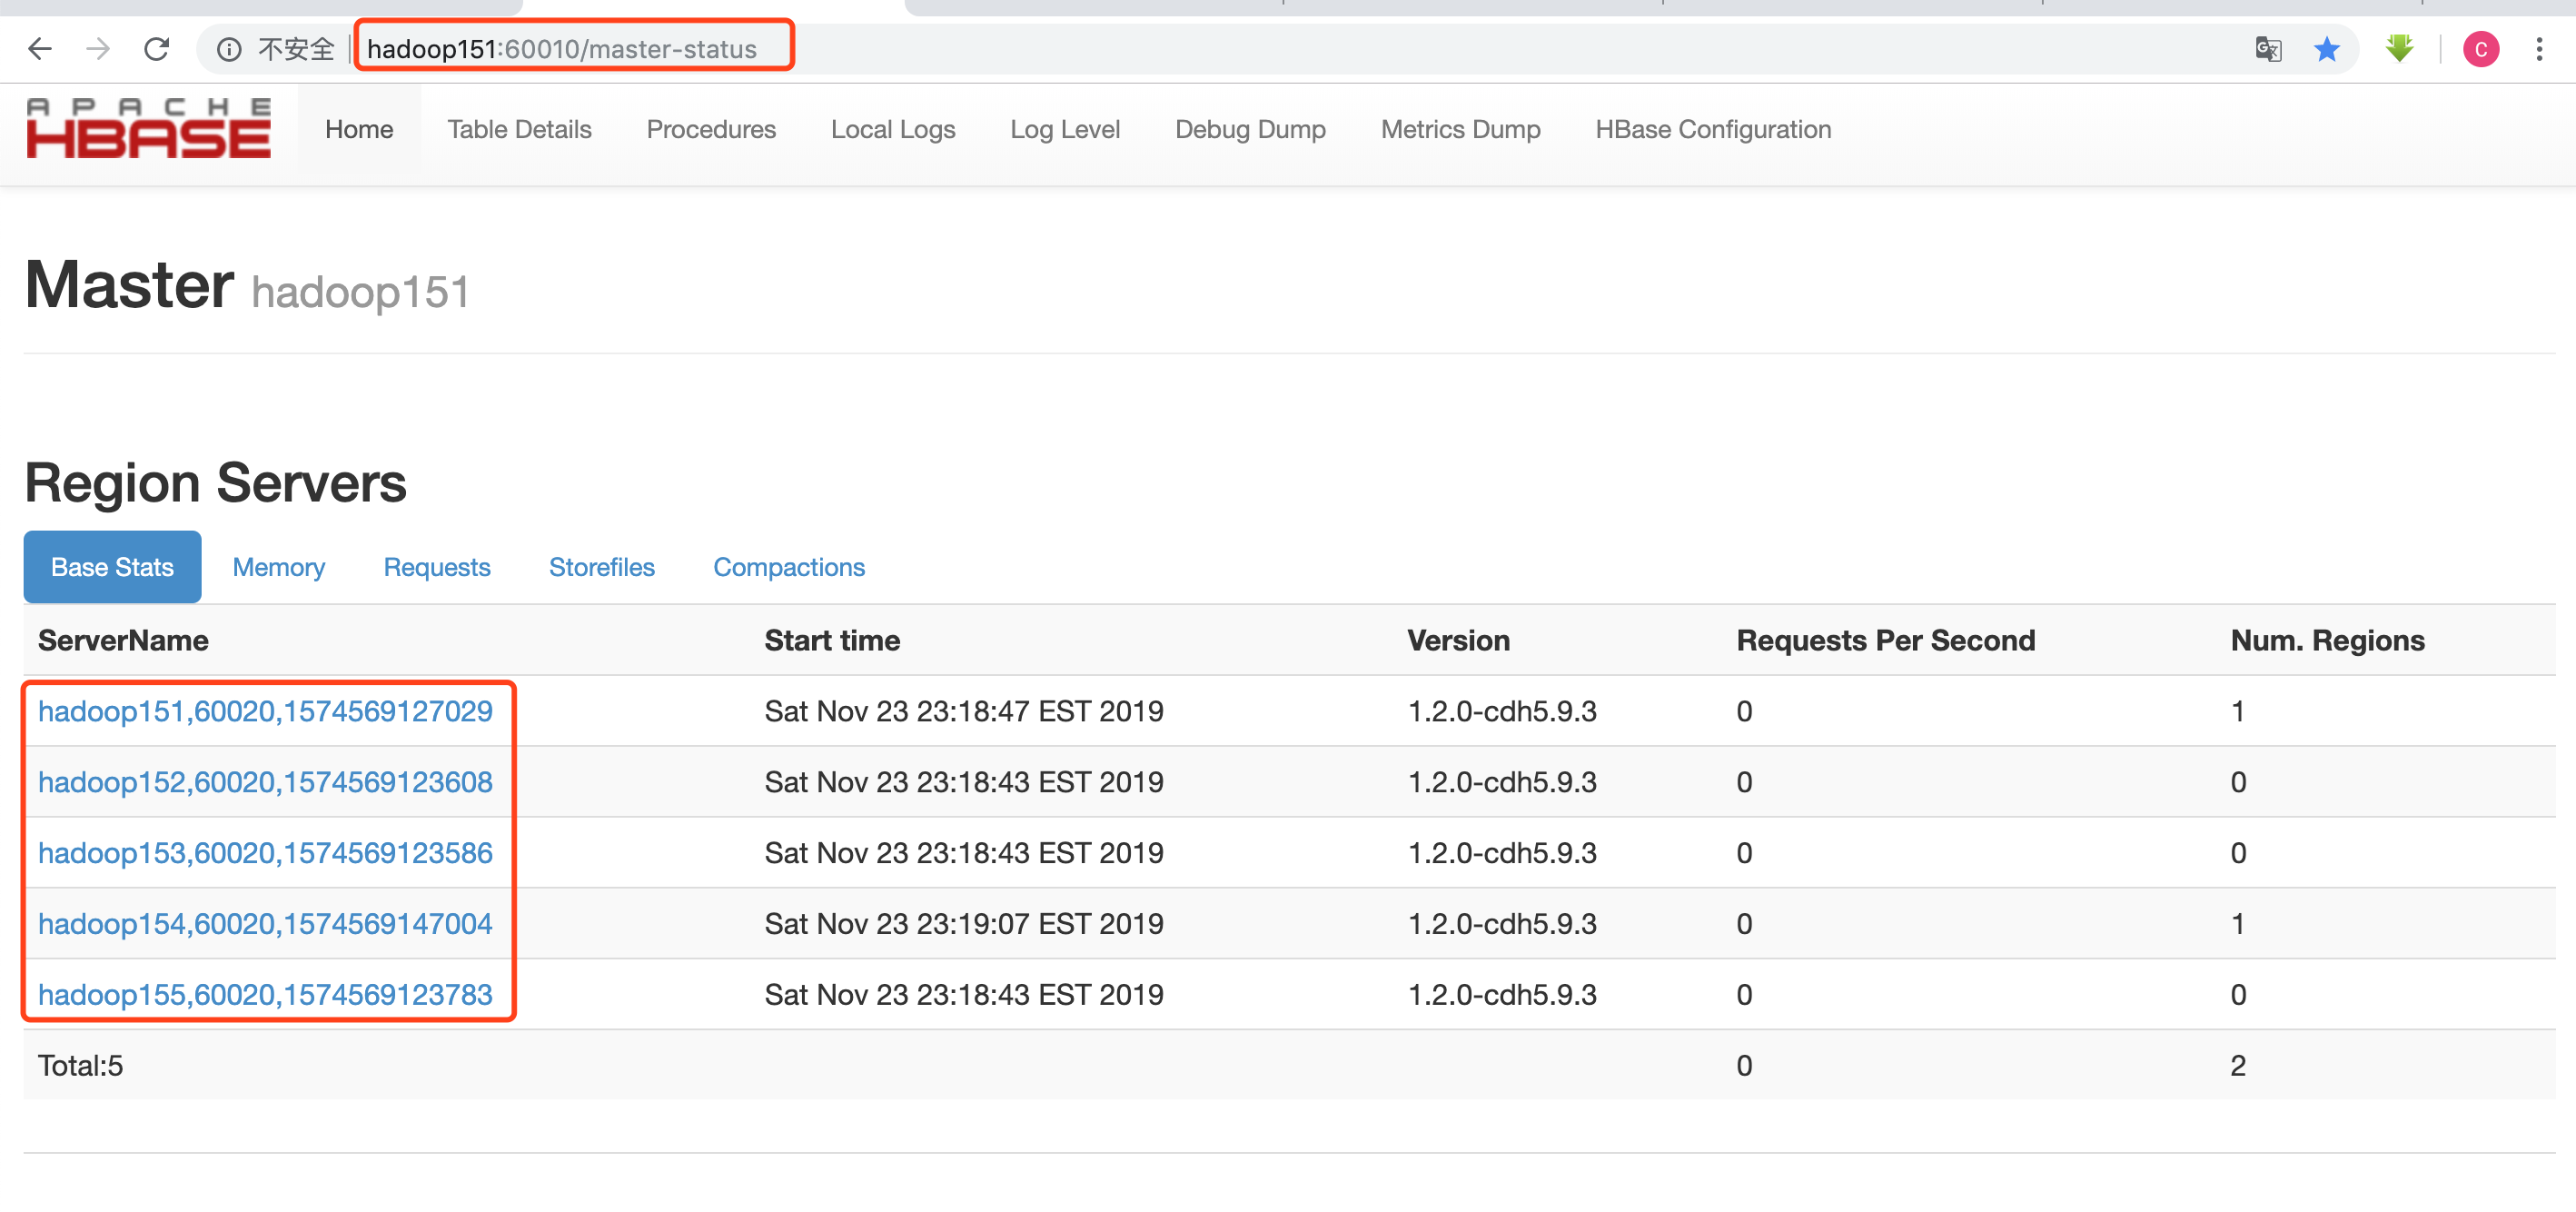 不安全 hadoop151:60010/master-status
C
APACHE
HBASE
Home Table Details Procedures Local Logs Log Level Debug Dump Metrics Dump HBase Configuration
Master hadoop151
Region Servers
Base Stats Memory Requests Storefiles Compactions
ServerName Start time Version Requests Per Second Num. Regions
hadoop151,60020,1574569127029 Sat Nov 23 23:18:47 EST 2019 1.2.0-cdh5.9.3 0 1
hadoop152,60020,1574569123608 Sat Nov 23 23:18:43 EST 2019 1.2.0-cdh5.9.3 0 0
hadoop153,60020,1574569123586 Sat Nov 23 23:18:43 EST 2019 1.2.0-cdh5.9.3 0 0
hadoop154,60020,1574569147004 Sat Nov 23 23:19:07 EST 2019 1.2.0-cdh5.9.3 0 1
hadoop155,60020,1574569123783 Sat Nov 23 23:18:43 EST 2019 1.2.0-cdh5.9.3 0 0
Total:5 0 2